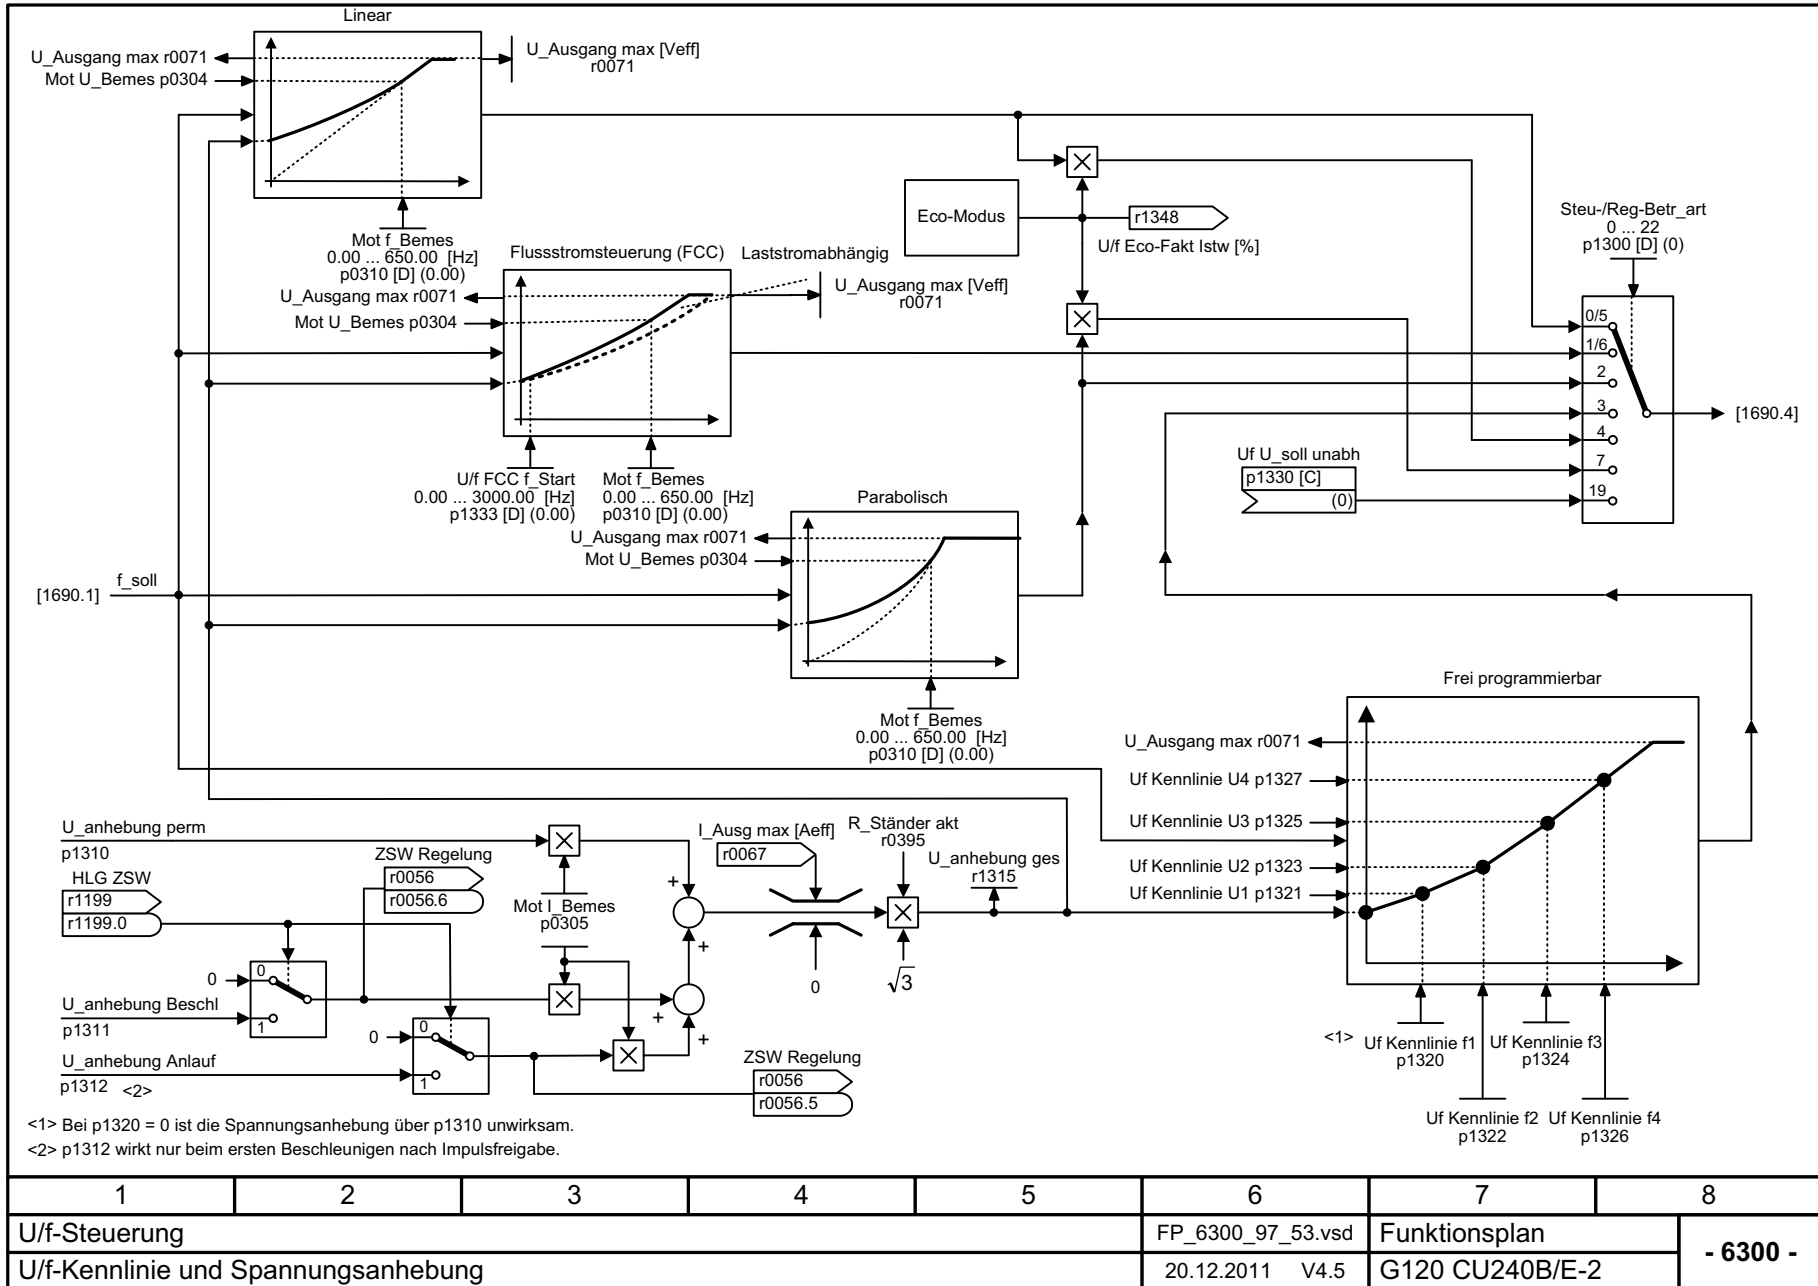 Linear
U_Ausgang max r0071
Mot U_Bemes p0304
U_Ausgang max [Veff]
r0071
Mot f_Bemes
0.00 ... 650.00 [Hz]
p0310 [D] (0.00)
Eco-Modus
r1348
U/f Eco-Fakt Istw [%]
Steu-/Reg-Betr_art
0 ... 22
p1300 [D] (0)
Flussstromsteuerung (FCC)
Laststromabhängig
U_Ausgang max r0071
Mot U_Bemes p0304
U_Ausgang max [Veff]
r0071
U/f FCC f_Start
0.00 ... 3000.00 [Hz]
p1333 [D] (0.00)
Mot f_Bemes
0.00 ... 650.00 [Hz]
p0310 [D] (0.00)
0/5
1/6
2
3
4
7
19
[1690.4]
Uf U_soll unabh
p1330 [C]
(0)
Parabolisch
U_Ausgang max r0071
Mot U_Bemes p0304
[1690.1]
f_soll
Mot f_Bemes
0.00 ... 650.00 [Hz]
p0310 [D] (0.00)
Frei programmierbar
U_Ausgang max r0071
Uf Kennlinie U4 p1327
Uf Kennlinie U3 p1325
Uf Kennlinie U2 p1323
Uf Kennlinie U1 p1321
<1>
Uf Kennlinie f1
p1320
Uf Kennlinie f3
p1324
Uf Kennlinie f2
p1322
Uf Kennlinie f4
p1326
U_anhebung perm
p1310
HLG ZSW
r1199
r1199.0
ZSW Regelung
r0056
r0056.6
Mot I_Bemes
p0305
I_Ausg max [Aeff]
r0067
R_Ständer akt
r0395
U_anhebung ges
r1315
+
+
+
+
0
√3
0
0
1
U_anhebung Beschl
p1311
0
0
1
U_anhebung Anlauf
p1312 <2>
ZSW Regelung
r0056
r0056.5
<1> Bei p1320 = 0 ist die Spannungsanhebung über p1310 unwirksam.
<2> p1312 wirkt nur beim ersten Beschleunigen nach Impulsfreigabe.
1 2 3 4 5 6 7 8
U/f-Steuerung
FP_6300_97_53.vsd
Funktionsplan
- 6300 -
U/f-Kennlinie und Spannungsanhebung
20.12.2011 V4.5
G120 CU240B/E-2